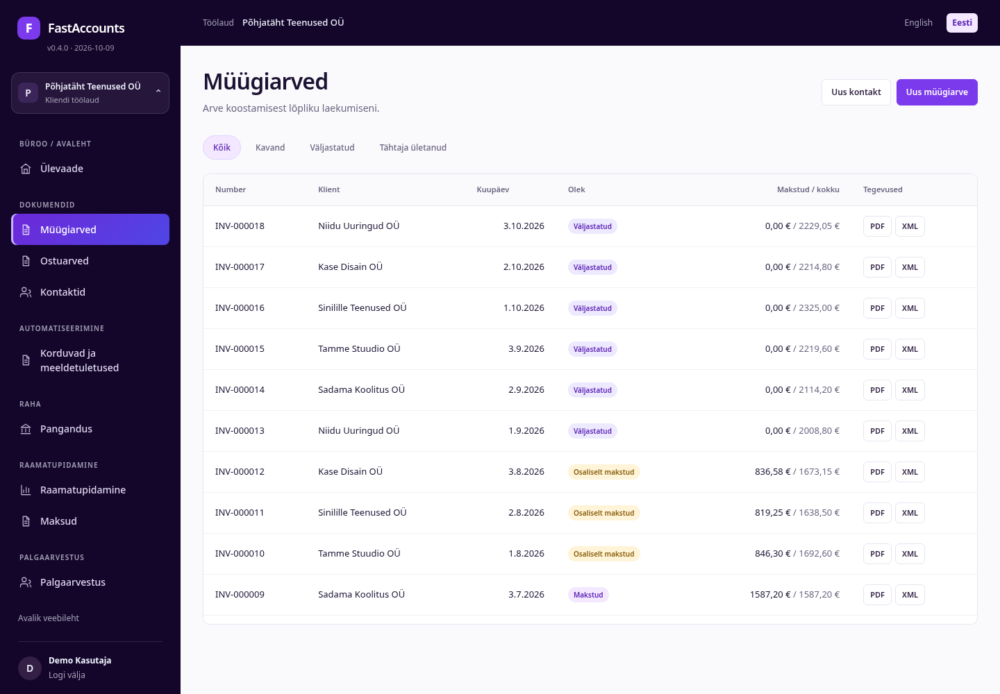 F FastAccounts
v0.4.0 · 2026-10-09
P Põhjatäht Teenused OÜ
Kliendi töölaud
BÜROO / AVALEHT
Ülevaade
DOKUMENDID
Müügiarved
Ostuarved
Kontaktid
AUTOMATISEERIMINE
Korduvad ja
meeldetuletused
RAHA
Pangandus
RAAMATUPIDAMINE
Raamatupidamine
Maksud
PALGAARVESTUS
Palgaarvestus
Avalik veebileht
D Demo Kasutaja
Logi välja
Töölaud Põhjatäht Teenused OÜ English Eesti
Müügiarved
Arve koostamisest lõpliku laekumiseni.
Uus kontakt Uus müügiarve
Kõik Kavand Väljastatud Tähtaja ületanud
Number Klient Kuupäev Olek Makstud / kokku Tegevused
INV-000018 Niidu Uuringud OÜ 3.10.2026 Väljastatud 0,00 € / 2229,05 € PDF XML
INV-000017 Kase Disain OÜ 2.10.2026 Väljastatud 0,00 € / 2214,80 € PDF XML
INV-000016 Sinilille Teenused OÜ 1.10.2026 Väljastatud 0,00 € / 2325,00 € PDF XML
INV-000015 Tamme Stuudio OÜ 3.9.2026 Väljastatud 0,00 € / 2219,60 € PDF XML
INV-000014 Sadama Koolitus OÜ 2.9.2026 Väljastatud 0,00 € / 2114,20 € PDF XML
INV-000013 Niidu Uuringud OÜ 1.9.2026 Väljastatud 0,00 € / 2008,80 € PDF XML
INV-000012 Kase Disain OÜ 3.8.2026 Osaliselt makstud 836,58 € / 1673,15 € PDF XML
INV-000011 Sinilille Teenused OÜ 2.8.2026 Osaliselt makstud 819,25 € / 1638,50 € PDF XML
INV-000010 Tamme Stuudio OÜ 1.8.2026 Osaliselt makstud 846,30 € / 1692,60 € PDF XML
INV-000009 Sadama Koolitus OÜ 3.7.2026 Makstud 1587,20 € / 1587,20 € PDF XML